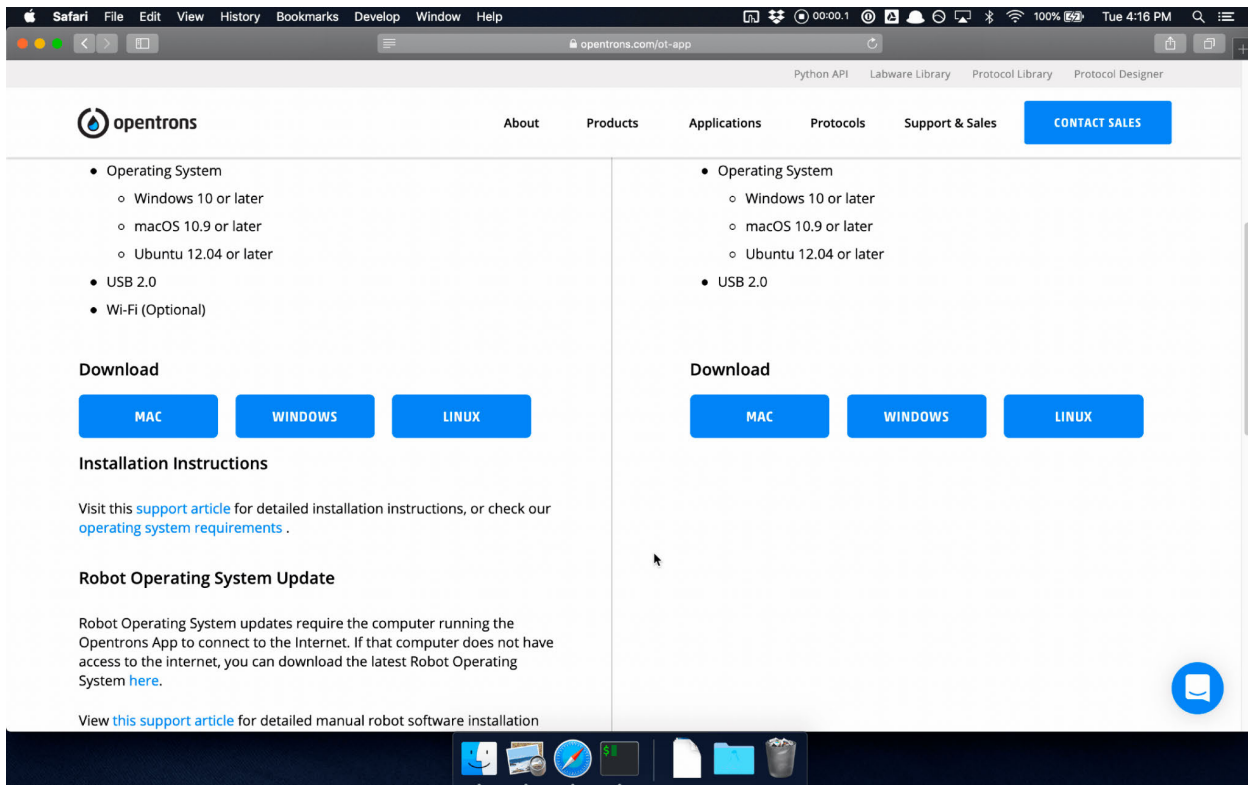 Safari File Edit View History Bookmarks Develop Window Help 00:00.1 100% Tue 4:16 PM
opentrons.com/ot-app
Python API Labware Library Protocol Library Protocol Designer
opentrons About Products Applications Protocols Support & Sales CONTACT SALES
• Operating System
◦ Windows 10 or later
◦ macOS 10.9 or later
◦ Ubuntu 12.04 or later
• USB 2.0
• Wi-Fi (Optional)
Download
MAC WINDOWS LINUX
Installation Instructions
Visit this support article for detailed installation instructions, or check our
operating system requirements .
Robot Operating System Update
Robot Operating System updates require the computer running the
Opentrons App to connect to the Internet. If that computer does not have
access to the internet, you can download the latest Robot Operating
System here.
View this support article for detailed manual robot software installation
• Operating System
◦ Windows 10 or later
◦ macOS 10.9 or later
◦ Ubuntu 12.04 or later
• USB 2.0
Download
MAC WINDOWS LINUX
$